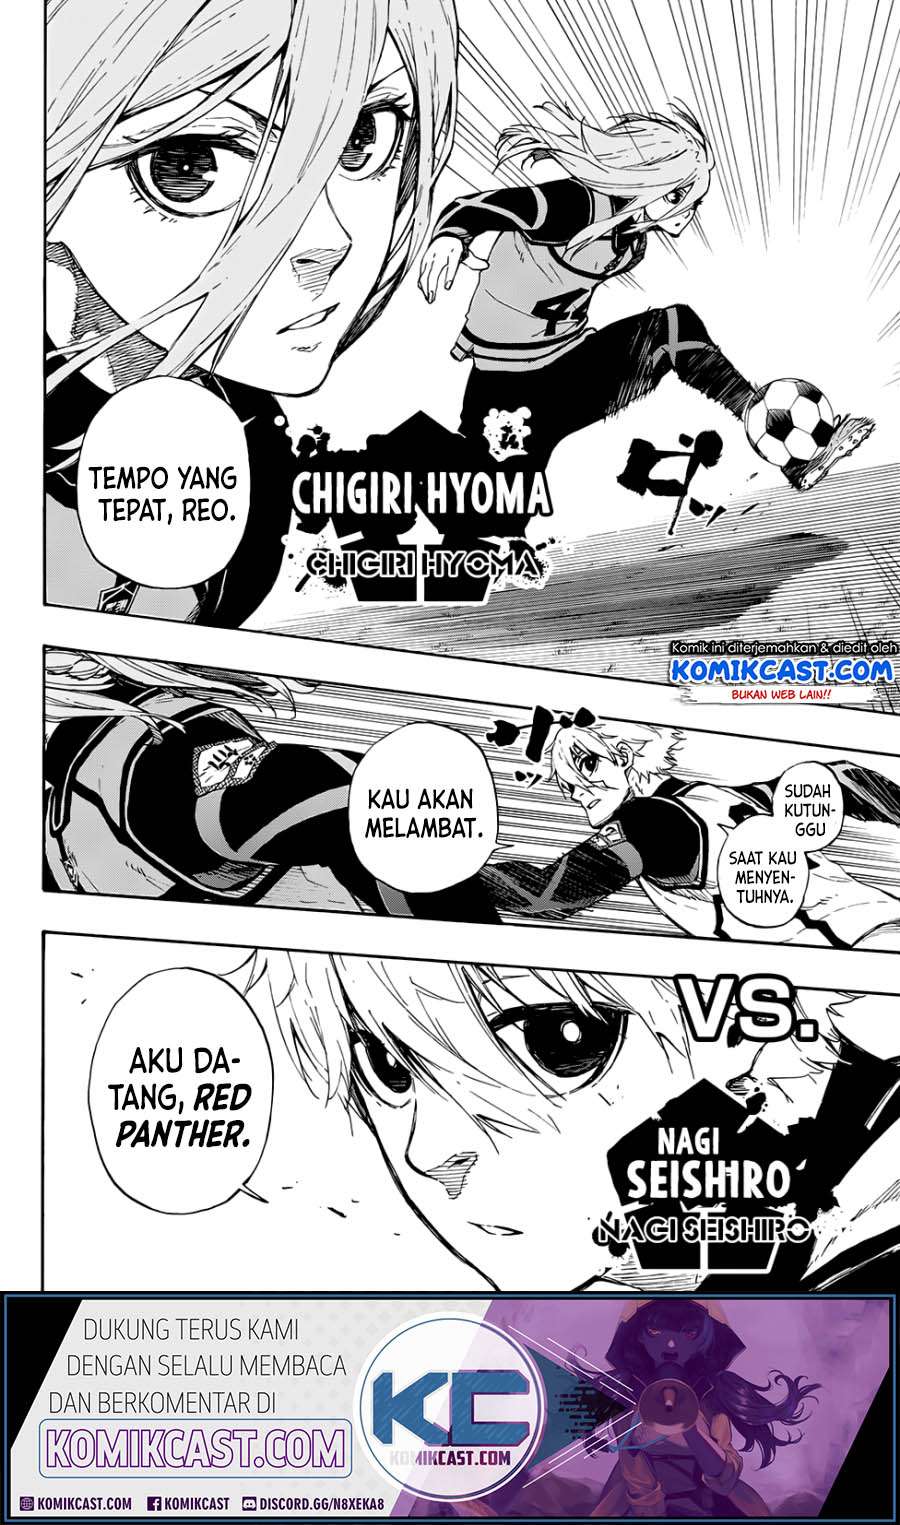 44
TEMPO YANG
TEPAT, REO.
CHIGIRI HYOMA
CHIGIRI HYOMA
Komik ini diterjemahkan & diedit oleh
KOMIKCAST.COM
BUKAN WEB LAIN!!
KAU AKAN
MELAMBAT.
SUDAH
KUTUN-
GGU
SAAT KAU
MENYEN-
TUHNYA.
VS.
AKU DA-
TANG, RED
PANTHER.
NAGI
SEISHIRO
NAGI SEISHIRO
DUKUNG TERUS KAMI
DENGAN SELALU MEMBACA
DAN BERKOMENTAR DI
KOMIKCAST.COM
KC
KOMIKCAST.COM
KOMIKCAST.COM
KOMIKCAST
DISCORD.GG/N8XEKA8